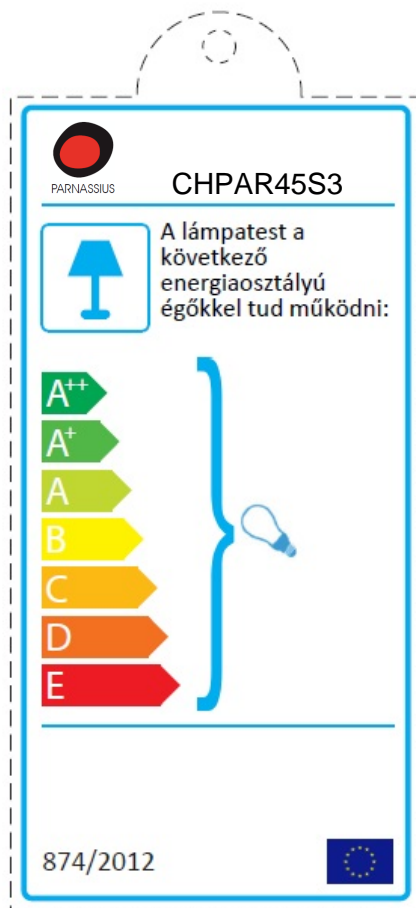 PARNASSIUS
CHPAR45S3
A lámpatest a
következő
energiaosztályú
égőkkel tud működni:
A++
A+
A
B
C
D
E
874/2012